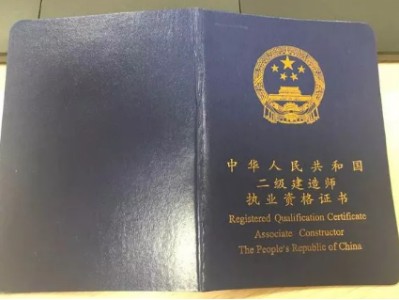 中华人民共和国
二级建造师
执业资格证书
Registered Qualification Certificate
Associate Constructor
The People's Republic of China